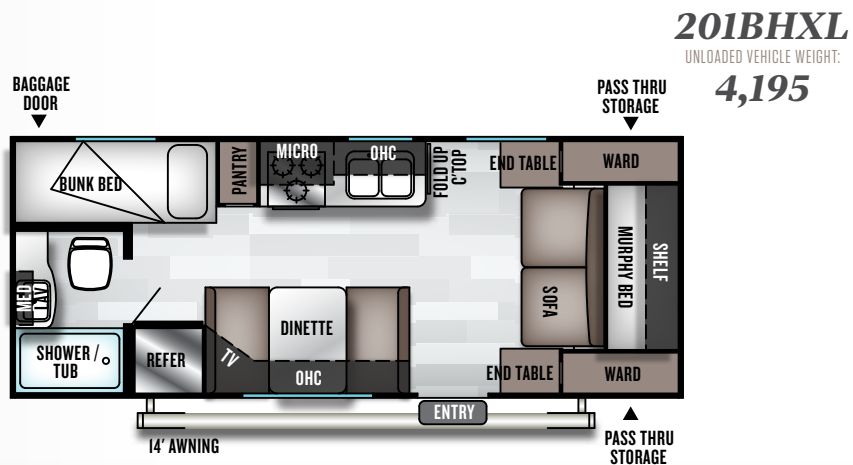 201BHXL
UNLOADED VEHICLE WEIGHT:
4,195
BAGGAGE
DOOR
PASS THRU
STORAGE
BUNK BED
PANTRY
MICRO
OHC
FOLD UP
C'TOP
END TABLE
WARD
MED
LAV
SOFA
MURPHY BED
SHELF
SHOWER /
TUB
REFER
TV
DINETTE
OHC
END TABLE
WARD
ENTRY
14' AWNING
PASS THRU
STORAGE